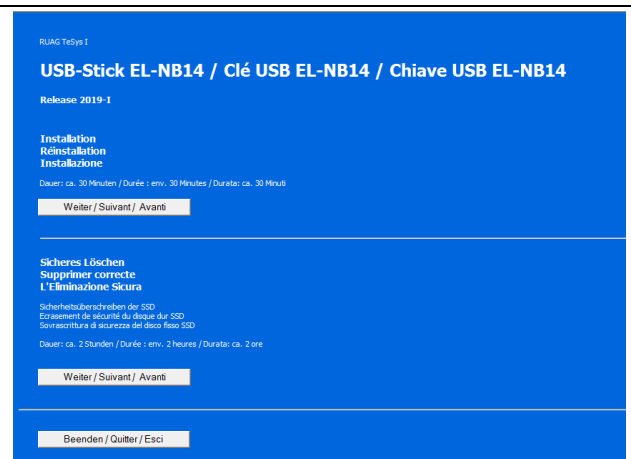 RUAG TeSys I
USB-Stick EL-NB14 / Clé USB EL-NB14 / Chiave USB EL-NB14
Release 2019-I
Installation
Réinstallation
Installazione
Dauer: ca. 30 Minuten / Durée : env. 30 Minutes / Durata: ca. 30 Minuti
Weiter / Suivant / Avanti
Sicheres Löschen
Supprimer correcte
L'Eliminazione Sicura
Sicherheitsüberschreiben der SSD
Ecrasement de sécurité du disque dur SSD
Sovrascrittura di sicurezza del disco fisso SSD
Dauer: ca. 2 Stunden / Durée : env. 2 heures / Durata: ca. 2 ore
Weiter / Suivant / Avanti
Beenden / Quitter / Esci